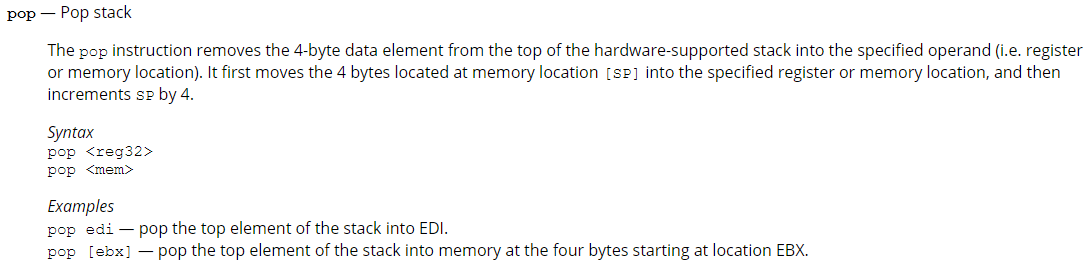 pop — Pop stack
The pop instruction removes the 4-byte data element from the top of the hardware-supported stack into the specified operand (i.e. register
or memory location). It first moves the 4 bytes located at memory location [SP] into the specified register or memory location, and then
increments SP by 4.
Syntax
pop <reg32>
pop <mem>
Examples
pop edi — pop the top element of the stack into EDI.
pop [ebx] — pop the top element of the stack into memory at the four bytes starting at location EBX.